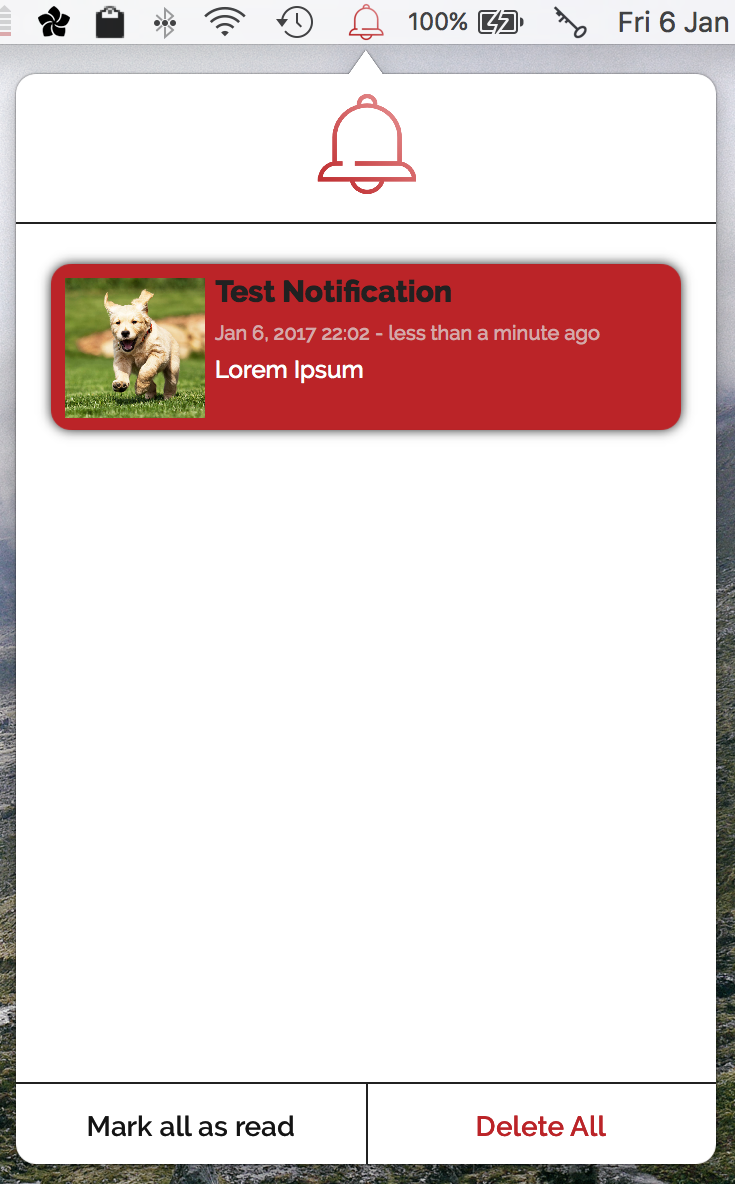 100% Fri 6 Jan
Test Notification
Jan 6, 2017 22:02 - less than a minute ago
Lorem Ipsum
Mark all as read Delete All